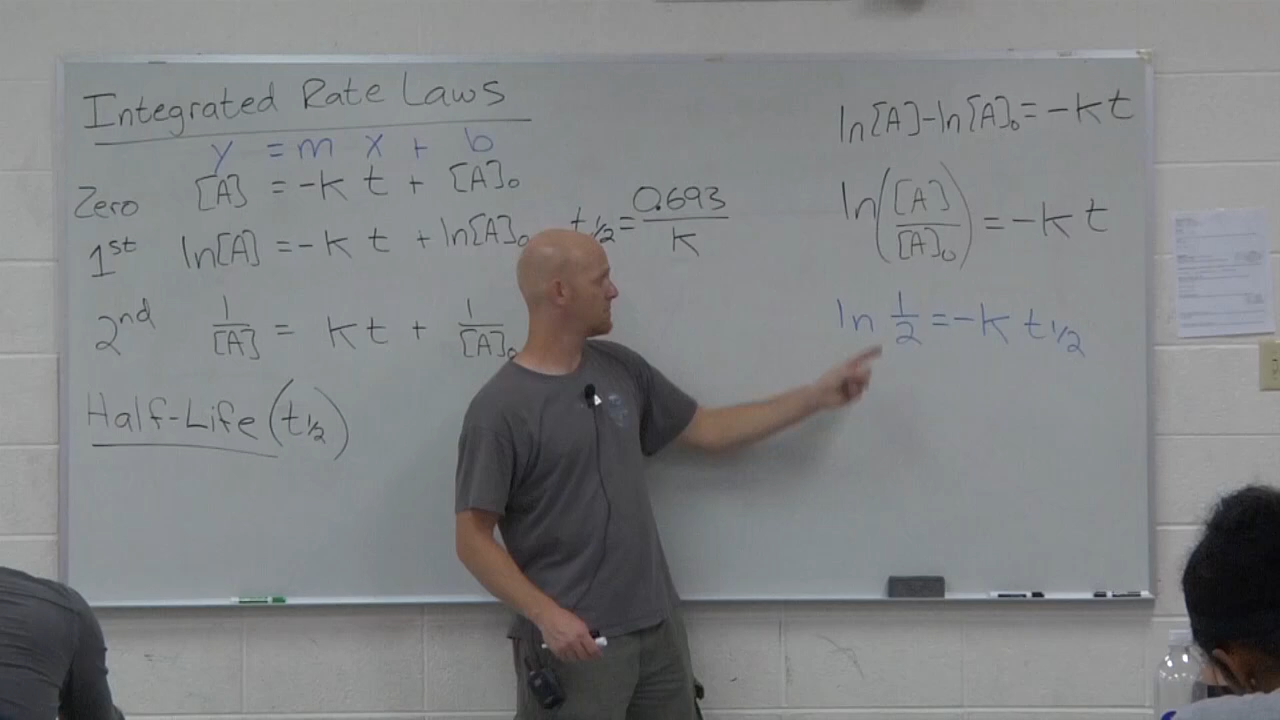 Integrated Rate Laws
y = m x + b
Zero [A] = -k t + [A]₀
1st ln[A] = -k t + ln[A]₀ t½ = 0.693/k
2nd 1/[A] = k t + 1/[A]₀
Half-Life (t½)
ln[A]-ln[A]₀ = -k t
ln([A]/[A]₀) = -k t
ln 1/2 = -k t½